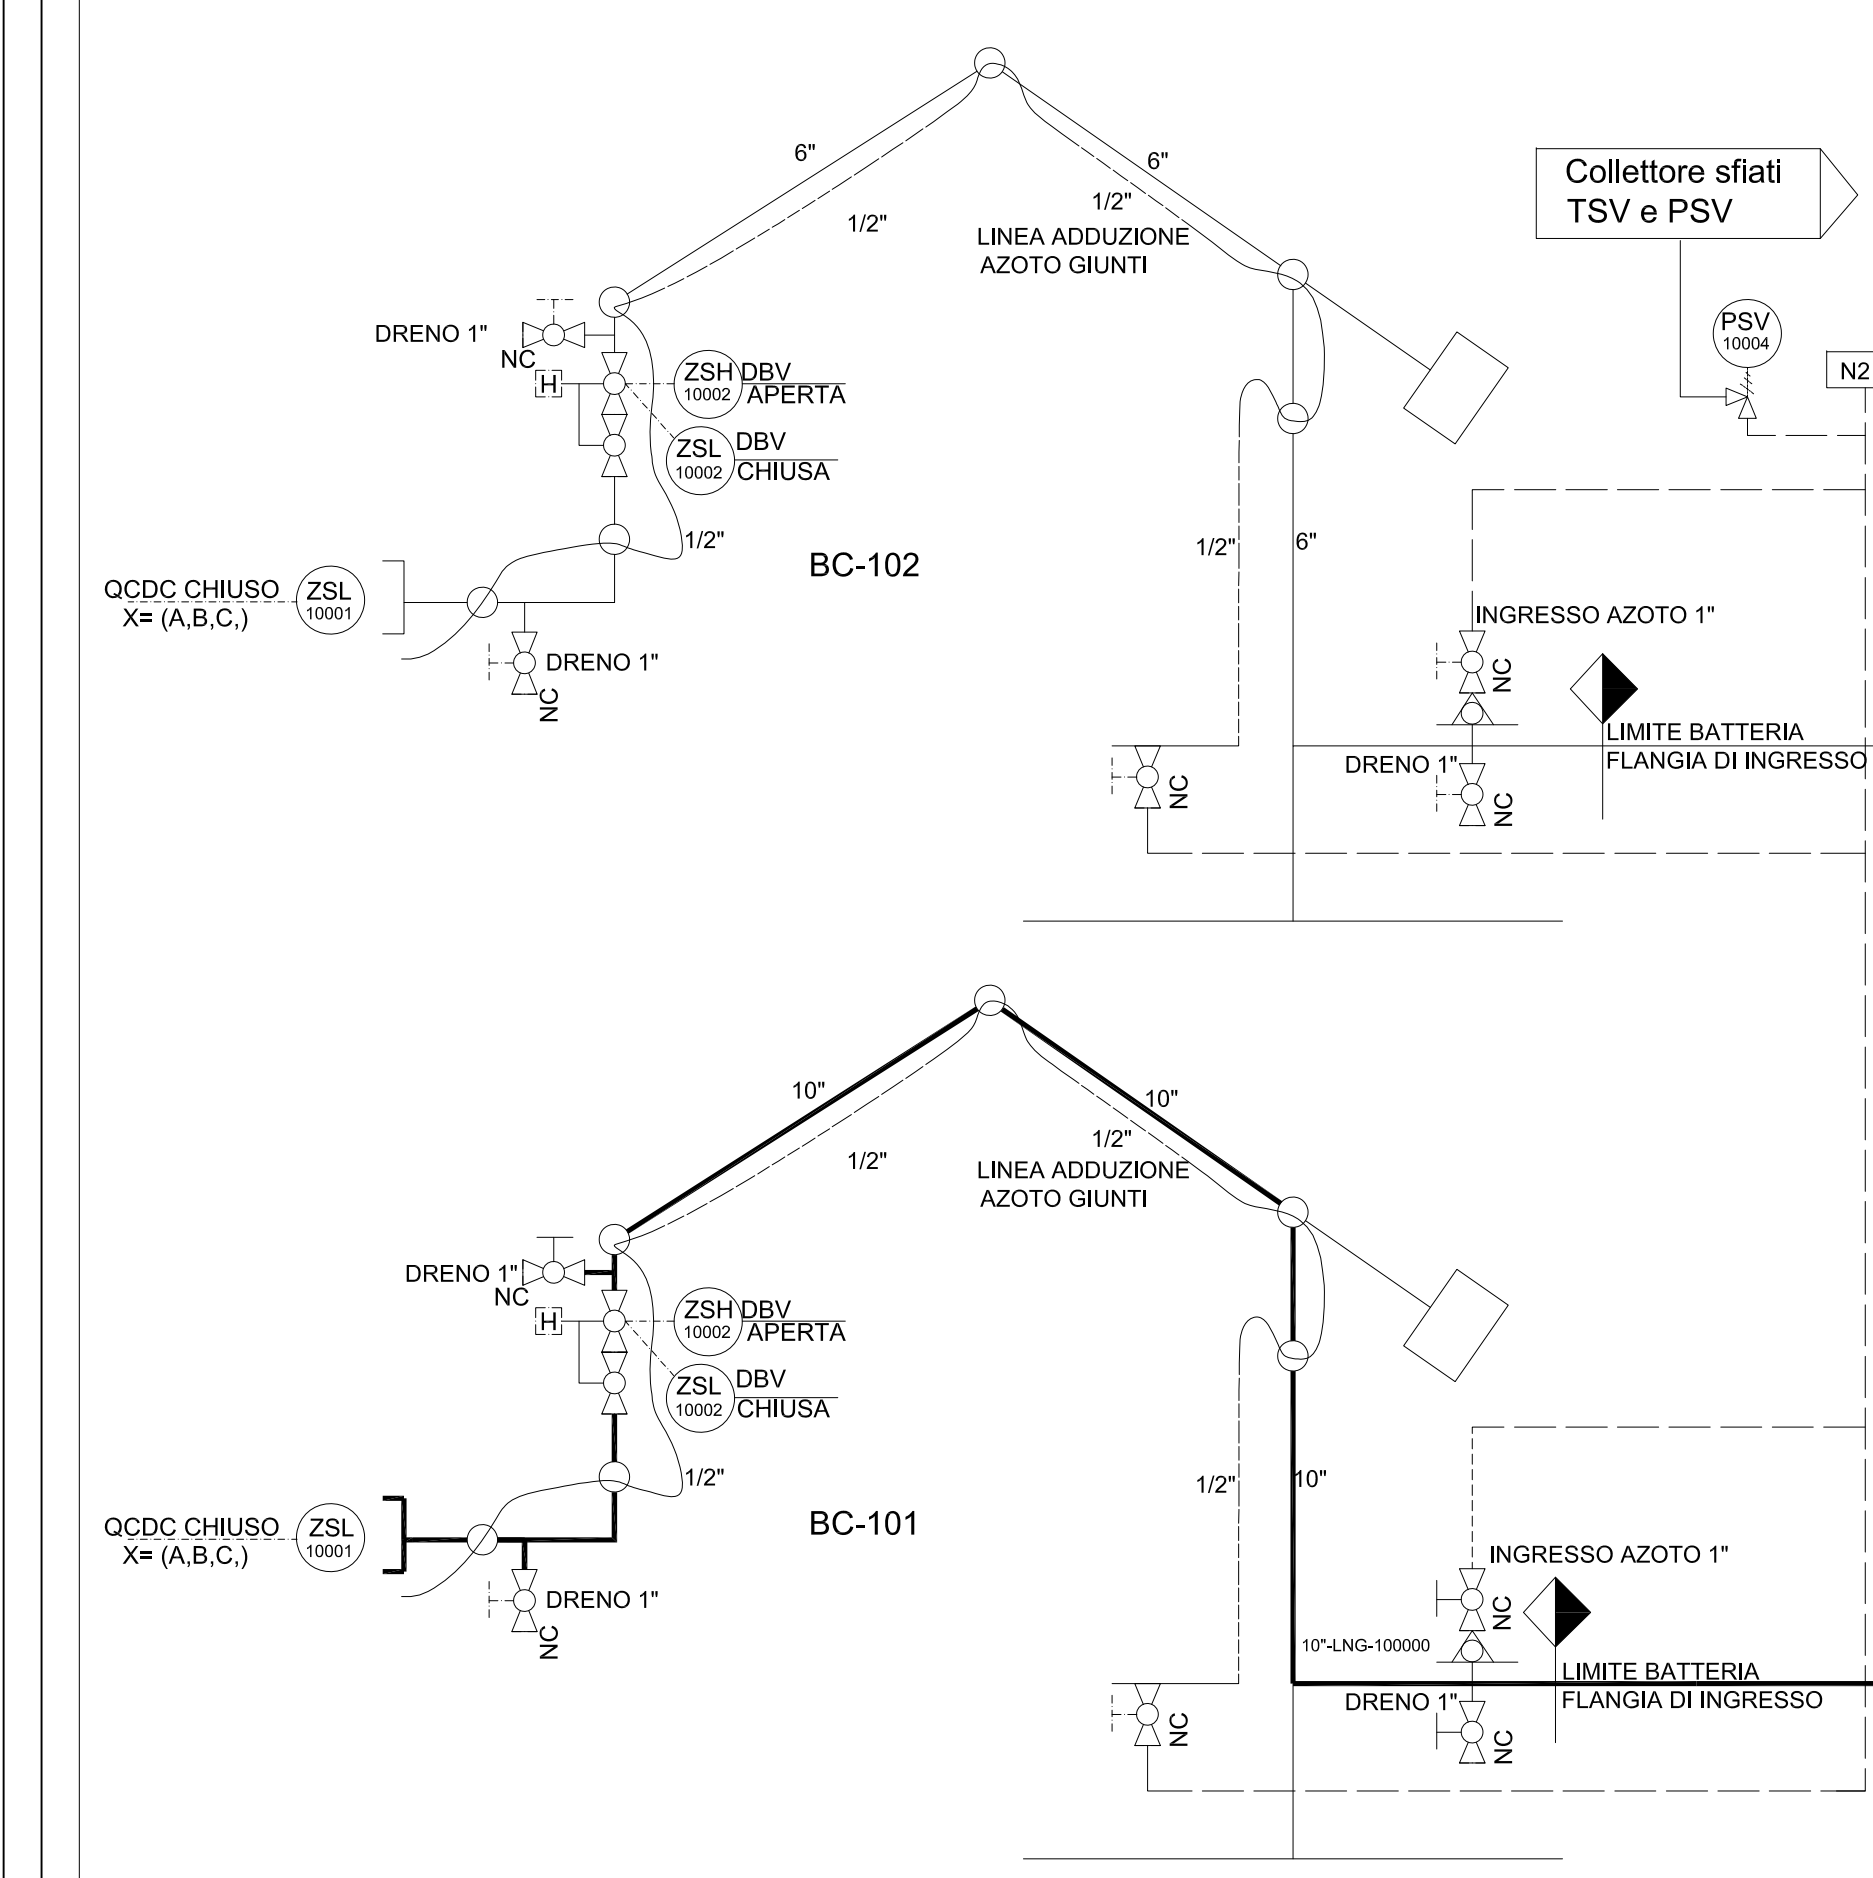 6"
6"
1/2"
1/2"
LINEA ADDUZIONE
AZOTO GIUNTI
Collettore sfiati
TSV e PSV
PSV
10004
N2
DRENO 1"
NC
H
ZSH
10002
DBV
APERTA
ZSL
10002
DBV
CHIUSA
1/2"
BC-102
1/2"
6"
QCDC CHIUSO
X= (A,B,C,)
ZSL
10001
DRENO 1"
NC
INGRESSO AZOTO 1"
NC
LIMITE BATTERIA
FLANGIA DI INGRESSO
DRENO 1"
NC
NC
10"
10"
1/2"
1/2"
LINEA ADDUZIONE
AZOTO GIUNTI
DRENO 1"
NC
H
ZSH
10002
DBV
APERTA
ZSL
10002
DBV
CHIUSA
1/2"
BC-101
1/2"
10"
QCDC CHIUSO
X= (A,B,C,)
ZSL
10001
DRENO 1"
NC
INGRESSO AZOTO 1"
NC
10"-LNG-100000
LIMITE BATTERIA
FLANGIA DI INGRESSO
DRENO 1"
NC
NC